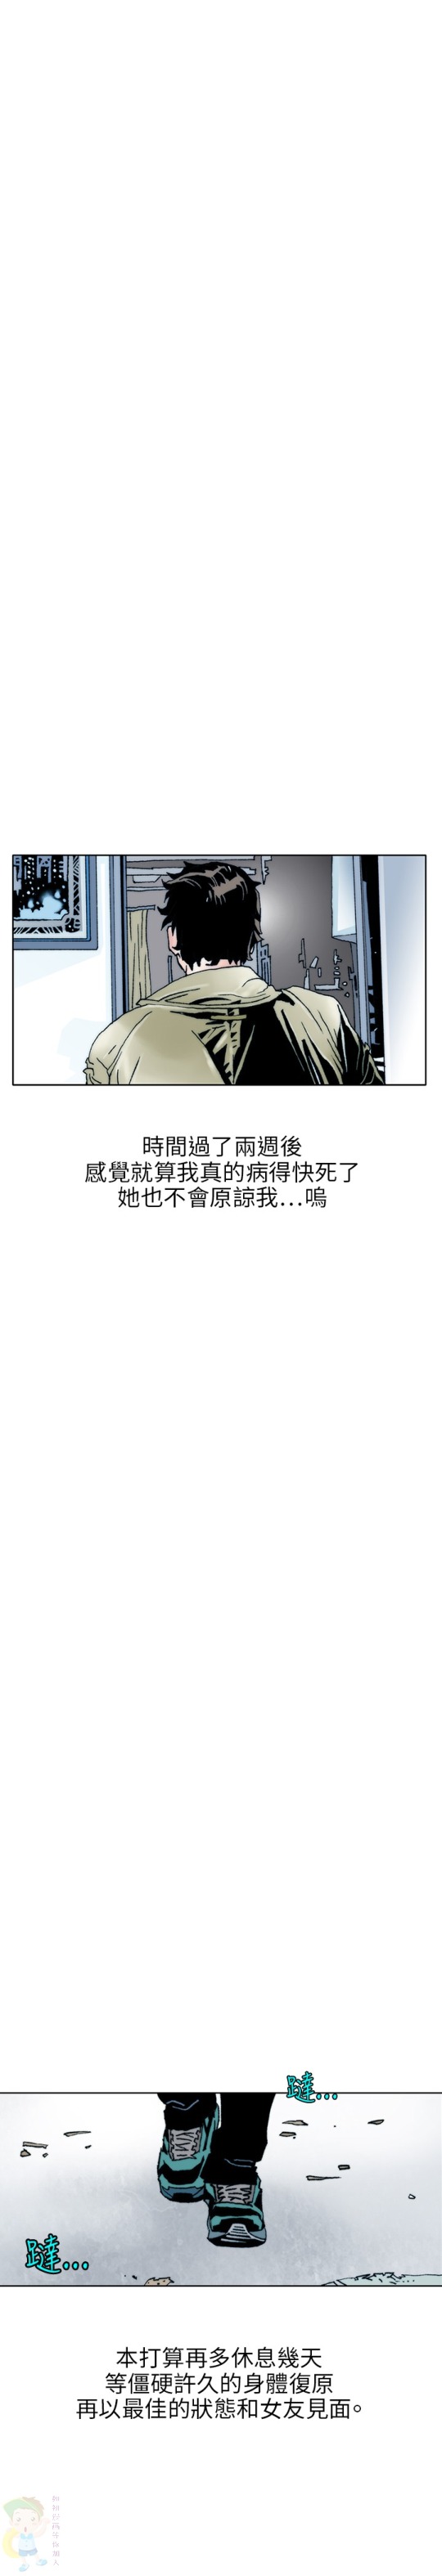 時間過了兩週後
感覺就算我真的病得快死了
她也不會原諒我...嗚
躂...
躂...
本打算再多休息幾天
等僵硬許久的身體復原
再以最佳的狀態和女友見面。